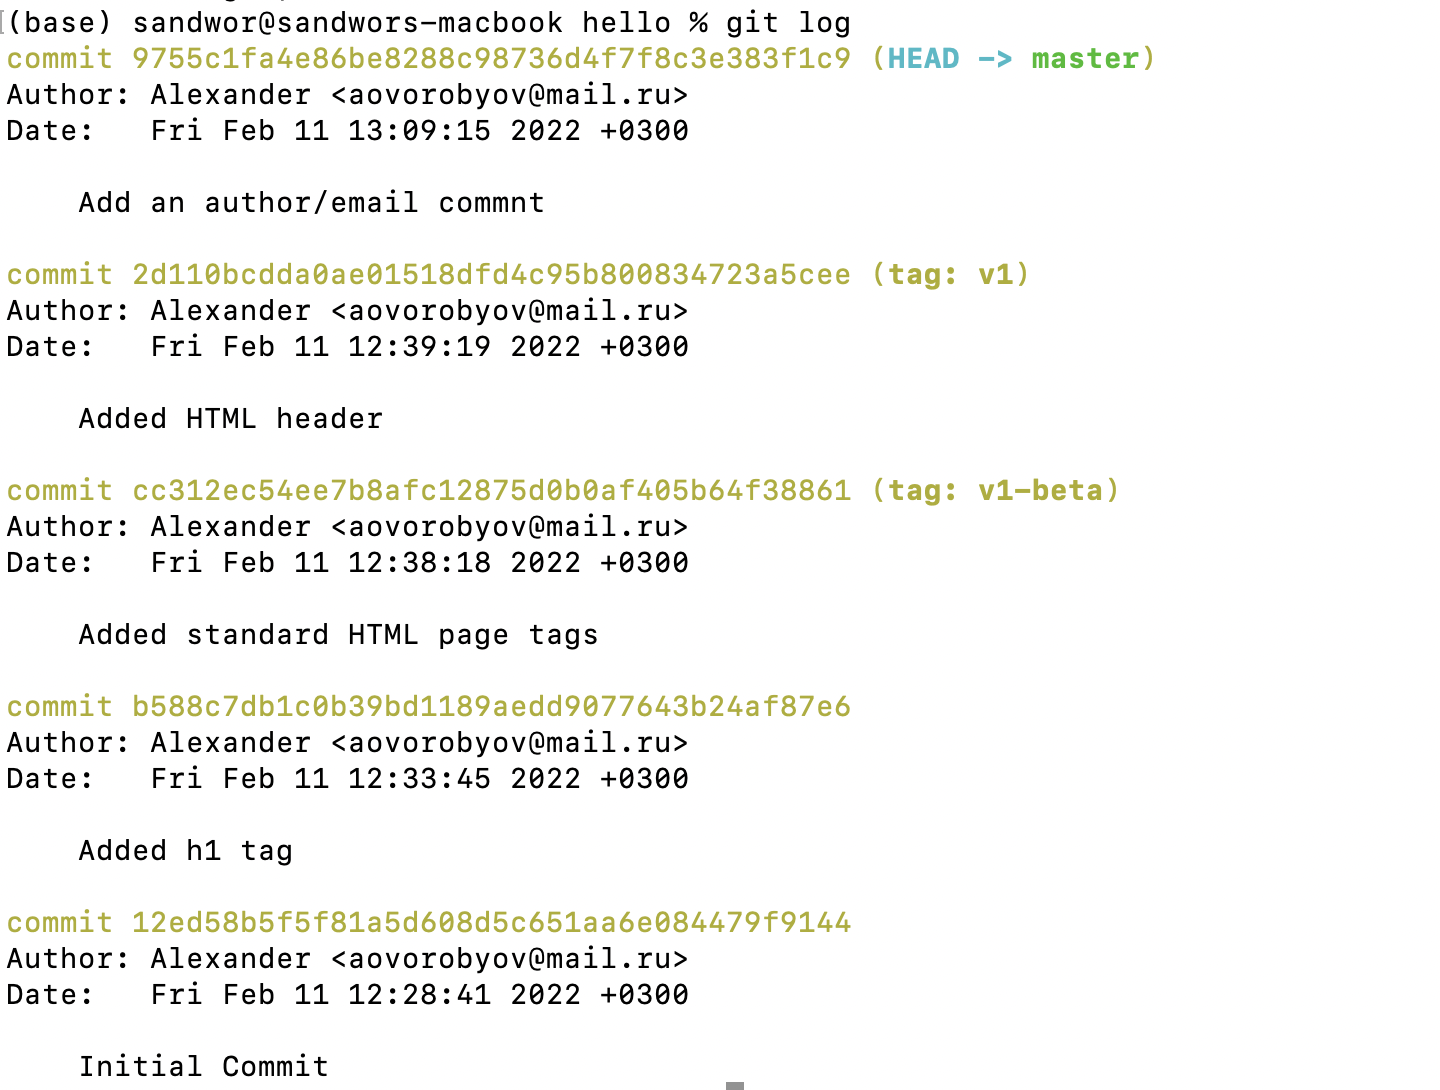 (base) sandwor@sandwors-macbook hello % git log
commit 9755c1fa4e86be8288c98736d4f7f8c3e383f1c9 (HEAD -> master)
Author: Alexander <aovorobyov@mail.ru>
Date:   Fri Feb 11 13:09:15 2022 +0300
    Add an author/email commnt
commit 2d110bcdda0ae01518dfd4c95b800834723a5cee (tag: v1)
Author: Alexander <aovorobyov@mail.ru>
Date:   Fri Feb 11 12:39:19 2022 +0300
    Added HTML header
commit cc312ec54ee7b8afc12875d0b0af405b64f38861 (tag: v1-beta)
Author: Alexander <aovorobyov@mail.ru>
Date:   Fri Feb 11 12:38:18 2022 +0300
    Added standard HTML page tags
commit b588c7db1c0b39bd1189aedd9077643b24af87e6
Author: Alexander <aovorobyov@mail.ru>
Date:   Fri Feb 11 12:33:45 2022 +0300
    Added h1 tag
commit 12ed58b5f5f81a5d608d5c651aa6e084479f9144
Author: Alexander <aovorobyov@mail.ru>
Date:   Fri Feb 11 12:28:41 2022 +0300
    Initial Commit